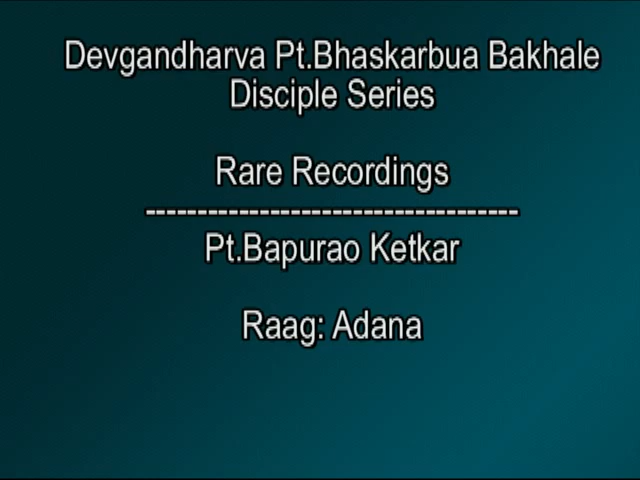 Devgandharva Pt.Bhaskarbua Bakhale
Disciple Series
Rare Recordings
------------------------------------
Pt.Bapurao Ketkar
Raag: Adana